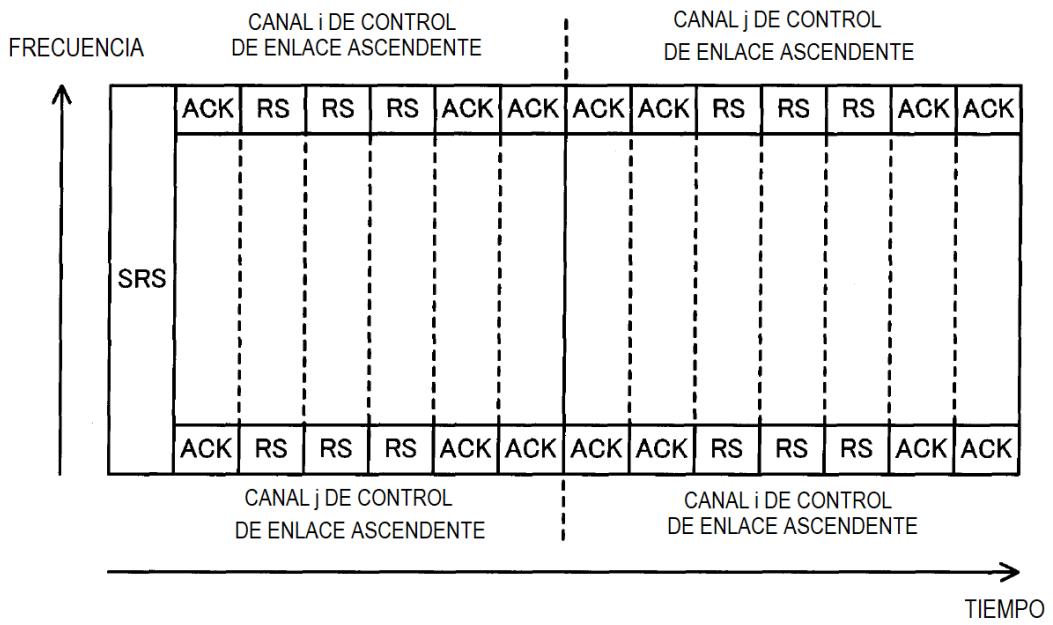 CANAL i DE CONTROL
DE ENLACE ASCENDENTE
CANAL j DE CONTROL
DE ENLACE ASCENDENTE
FRECUENCIA
ACK RS RS RS ACK ACK ACK ACK RS RS RS ACK ACK
SRS
ACK RS RS RS ACK ACK ACK ACK RS RS RS ACK ACK
CANAL j DE CONTROL
DE ENLACE ASCENDENTE
CANAL i DE CONTROL
DE ENLACE ASCENDENTE
TIEMPO